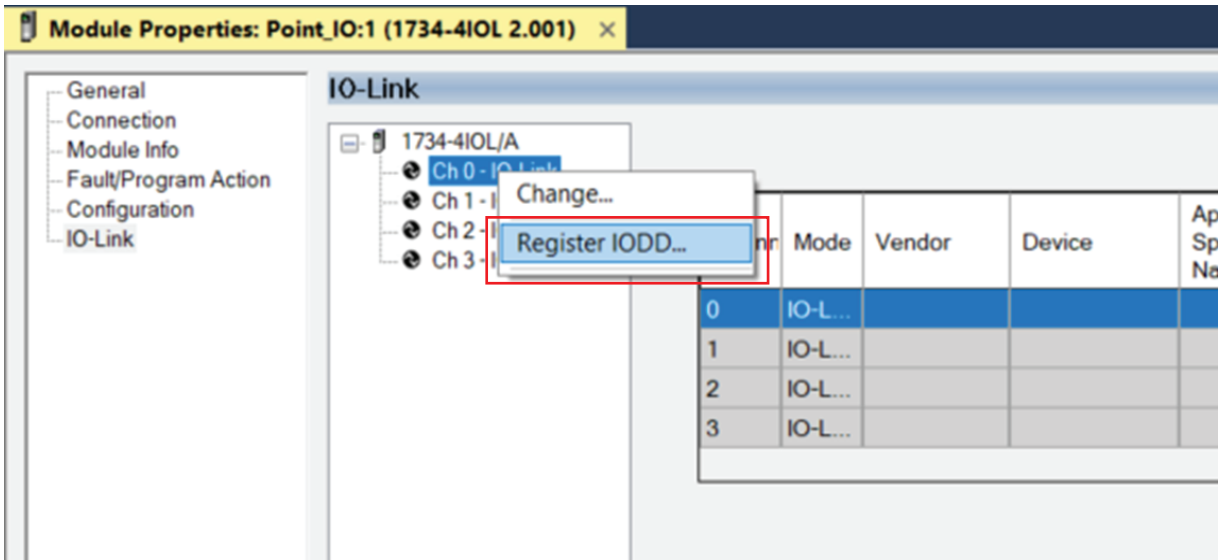 Module Properties: Point_IO:1 (1734-4IOL 2.001) ×
General
Connection
Module Info
Fault/Program Action
Configuration
IO-Link
IO-Link
1734-4IOL/A
Ch 0 - IO-Link
Ch 1 - I
Ch 2 - I
Ch 3 - I
Change...
Register IODD...
Mode Vendor Device Ap
Sp
Na
0 IO-L...
1 IO-L...
2 IO-L...
3 IO-L...